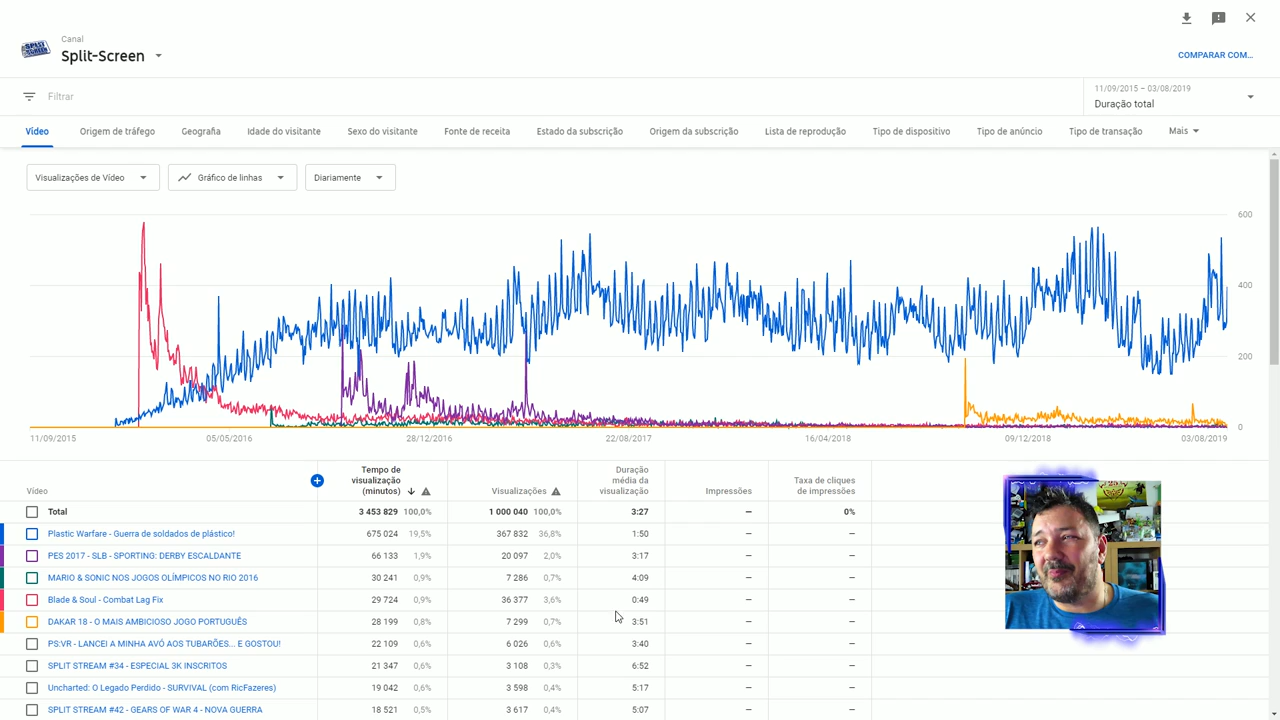 Canal
SPLIT SCREEN
Split-Screen
COMPARAR COM...
Filtrar
11/09/2015 – 03/08/2019
Duração total
Vídeo Origem de tráfego Geografia Idade do visitante Sexo do visitante Fonte de receita Estado da subscrição Origem da subscrição Lista de reprodução Tipo de dispositivo Tipo de anúncio Tipo de transação Mais
Visualizações de Vídeo Gráfico de linhas Diariamente
600
400
200
0
11/09/2015 05/05/2016 28/12/2016 22/08/2017 16/04/2018 09/12/2018 03/08/2019
Vídeo
Tempo de
visualização
(minutos)
Visualizações
Duração
média da
visualização
Impressões
Taxa de cliques
de impressões
Total 3 453 829 100,0% 1 000 040 100,0% 3:27 — 0%
Plastic Warfare - Guerra de soldados de plástico! 675 024 19,5% 367 832 36,8% 1:50 — —
PES 2017 - SLB - SPORTING: DERBY ESCALDANTE 66 133 1,9% 20 097 2,0% 3:17 — —
MARIO & SONIC NOS JOGOS OLÍMPICOS NO RIO 2016 30 241 0,9% 7 286 0,7% 4:09 — —
Blade & Soul - Combat Lag Fix 29 724 0,9% 36 377 3,6% 0:49 — —
DAKAR 18 - O MAIS AMBICIOSO JOGO PORTUGUÊS 28 199 0,8% 7 299 0,7% 3:51 — —
PS:VR - LANCEI A MINHA AVÓ AOS TUBARÕES... E GOSTOU! 22 109 0,6% 6 026 0,6% 3:40 — —
SPLIT STREAM #34 - ESPECIAL 3K INSCRITOS 21 347 0,6% 3 108 0,3% 6:52 — —
Uncharted: O Legado Perdido - SURVIVAL (com RicFazeres) 19 042 0,6% 3 598 0,4% 5:17 — —
SPLIT STREAM #42 - GEARS OF WAR 4 - NOVA GUERRA 18 521 0,5% 3 617 0,4% 5:07 — —